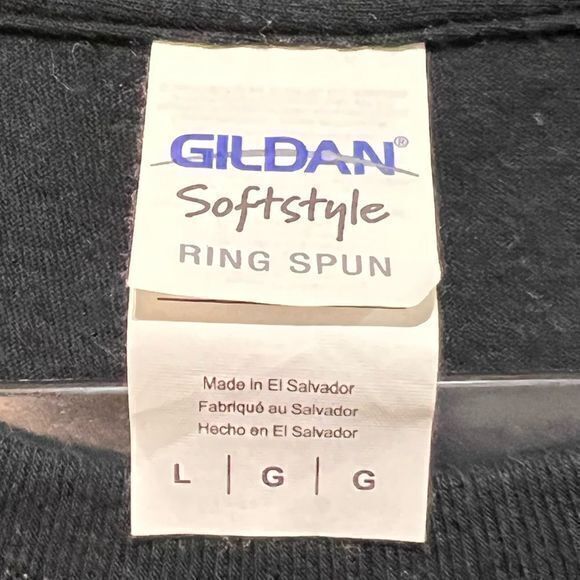 GILDAN®
Softstyle
RING SPUN
Made in El Salvador
Fabriqué au Salvador
Hecho en El Salvador
L | G | G